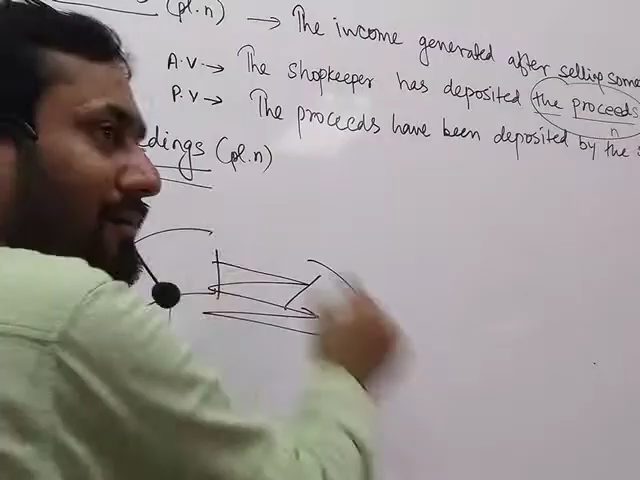 (pl.n) → The income generated after selling some
A.V → The shopkeeper has deposited the proceeds
n
P.V → The proceeds have been deposited by the
edings (pl.n)